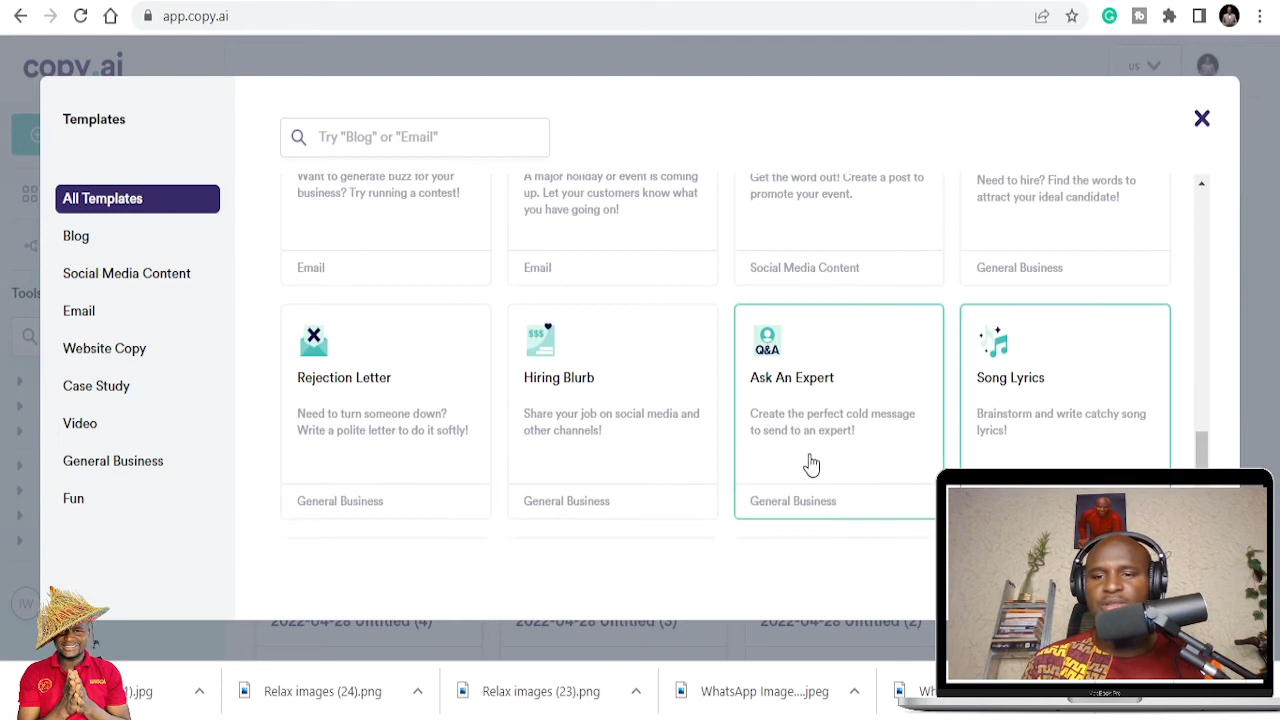 app.copy.ai
copy.ai
US
Templates
Try "Blog" or "Email"
All Templates
Blog
Social Media Content
Email
Website Copy
Case Study
Video
General Business
Fun
Tools
IW
Want to generate buzz for your
business? Try running a contest!
Email
A major holiday or event is coming
up. Let your customers know what
you have going on!
Email
Get the word out! Create a post to
promote your event.
Social Media Content
Need to hire? Find the words to
attract your ideal candidate!
General Business
Rejection Letter
Need to turn someone down?
Write a polite letter to do it softly!
General Business
$$$
Hiring Blurb
Share your job on social media and
other channels!
General Business
Q&A
Ask An Expert
Create the perfect cold message
to send to an expert!
General Business
Song Lyrics
Brainstorm and write catchy song
lyrics!
2022-04-28 Untitled (4)
2022-04-28 Untitled (3)
2022-04-28 Untitled (2)
1).jpg
Relax images (24).png
Relax images (23).png
WhatsApp Image....jpeg
Wh
MacBook Pro